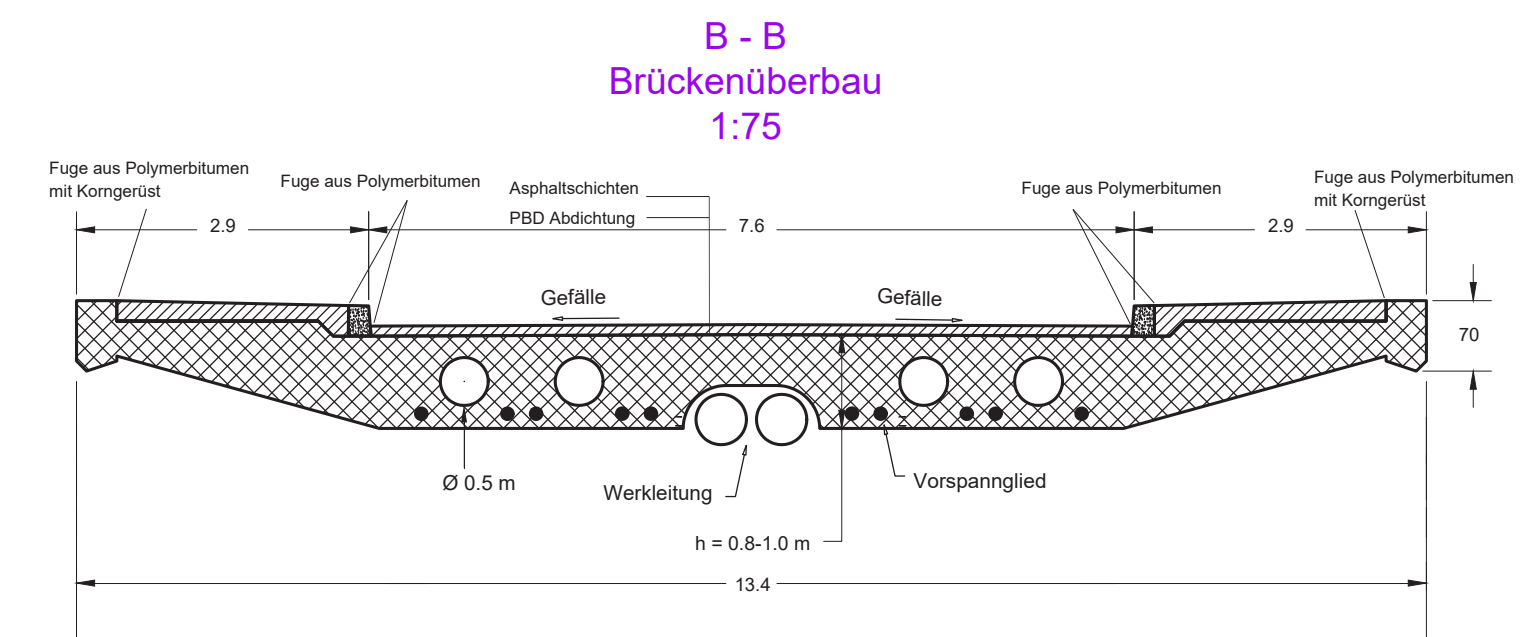 B - B
Brückenüberbau
1:75
Fuge aus Polymerbitumen
mit Korngerüst
Fuge aus Polymerbitumen
Asphaltschichten
PBD Abdichtung
Fuge aus Polymerbitumen
Fuge aus Polymerbitumen
mit Korngerüst
2.9
7.6
2.9
Gefälle
Gefälle
70
Ø 0.5 m
Werkleitung
Vorspannglied
h = 0.8-1.0 m
13.4